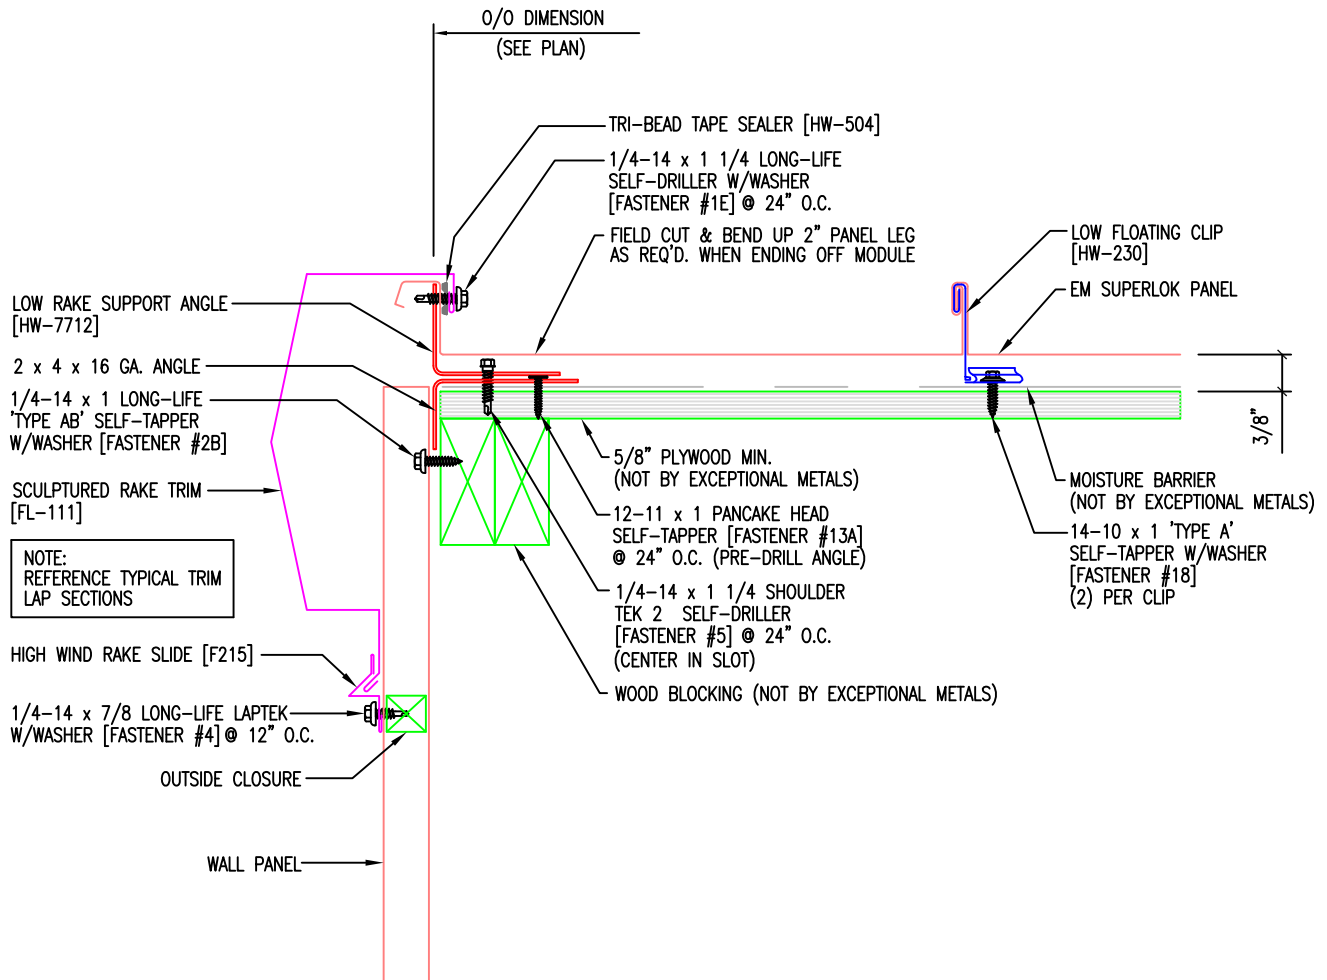 O/O DIMENSION
(SEE PLAN)
TRI-BEAD TAPE SEALER [HW-504]
1/4-14 x 1 1/4 LONG-LIFE
SELF-DRILLER W/WASHER
[FASTENER #1E] @ 24" O.C.
FIELD CUT & BEND UP 2" PANEL LEG
AS REQ'D. WHEN ENDING OFF MODULE
LOW FLOATING CLIP
[HW-230]
EM SUPERLOK PANEL
LOW RAKE SUPPORT ANGLE
[HW-7712]
2 x 4 x 16 GA. ANGLE
1/4-14 x 1 LONG-LIFE
'TYPE AB' SELF-TAPPER
W/WASHER [FASTENER #2B]
SCULPTURED RAKE TRIM
[FL-111]
NOTE:
REFERENCE TYPICAL TRIM
LAP SECTIONS
HIGH WIND RAKE SLIDE [F215]
1/4-14 x 7/8 LONG-LIFE LAPTEK
W/WASHER [FASTENER #4] @ 12" O.C.
OUTSIDE CLOSURE
WALL PANEL
5/8" PLYWOOD MIN.
(NOT BY EXCEPTIONAL METALS)
12-11 x 1 PANCAKE HEAD
SELF-TAPPER [FASTENER #13A]
@ 24" O.C. (PRE-DRILL ANGLE)
1/4-14 x 1 1/4 SHOULDER
TEK 2 SELF-DRILLER
[FASTENER #5] @ 24" O.C.
(CENTER IN SLOT)
WOOD BLOCKING (NOT BY EXCEPTIONAL METALS)
3/8"
MOISTURE BARRIER
(NOT BY EXCEPTIONAL METALS)
14-10 x 1 'TYPE A'
SELF-TAPPER W/WASHER
[FASTENER #18]
(2) PER CLIP